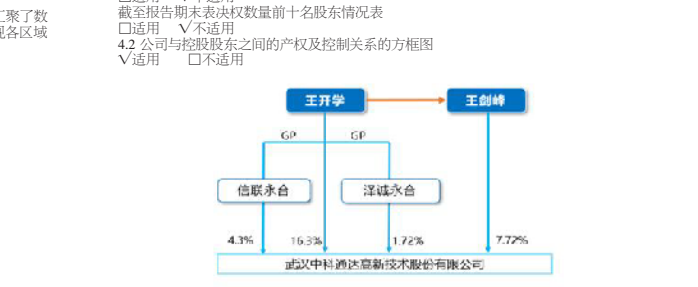 汇聚了数
现各区域
□适用 √不适用
截至报告期末表决权数量前十名股东情况表
□适用 √不适用
4.2 公司与控股股东之间的产权及控制关系的方框图
√适用 □不适用
王开学
王剑峰
GP GP
信联永合
泽诚永合
4.3% 16.3% 1.72% 7.72%
武汉中科通达高新技术股份有限公司